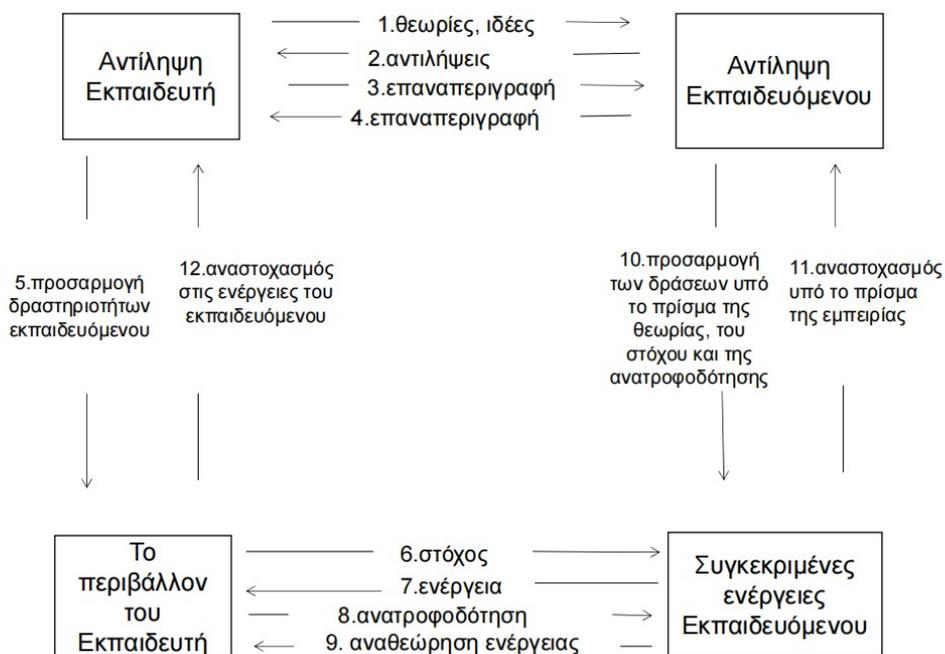 Αντίληψη
Εκπαιδευτή
1.θεωρίες, ιδέες
2.αντιλήψεις
3.επαναπεριγραφή
4.επαναπεριγραφή
Αντίληψη
Εκπαιδευόμενου
5.προσαρμογή
δραστηριοτήτων
εκπαιδευόμενου
12.αναστοχασμός
στις ενέργειες του
εκπαιδευόμενου
10.προσαρμογή
των δράσεων υπό
το πρίσμα της
θεωρίας, του
στόχου και της
ανατροφοδότησης
11.αναστοχασμός
υπό το πρίσμα
της εμπειρίας
Το
περιβάλλον
του
Εκπαιδευτή
6.στόχος
7.ενέργεια
8.ανατροφοδότηση
9. αναθεώρηση ενέργειας
Συγκεκριμένες
ενέργειες
Εκπαιδευόμενου